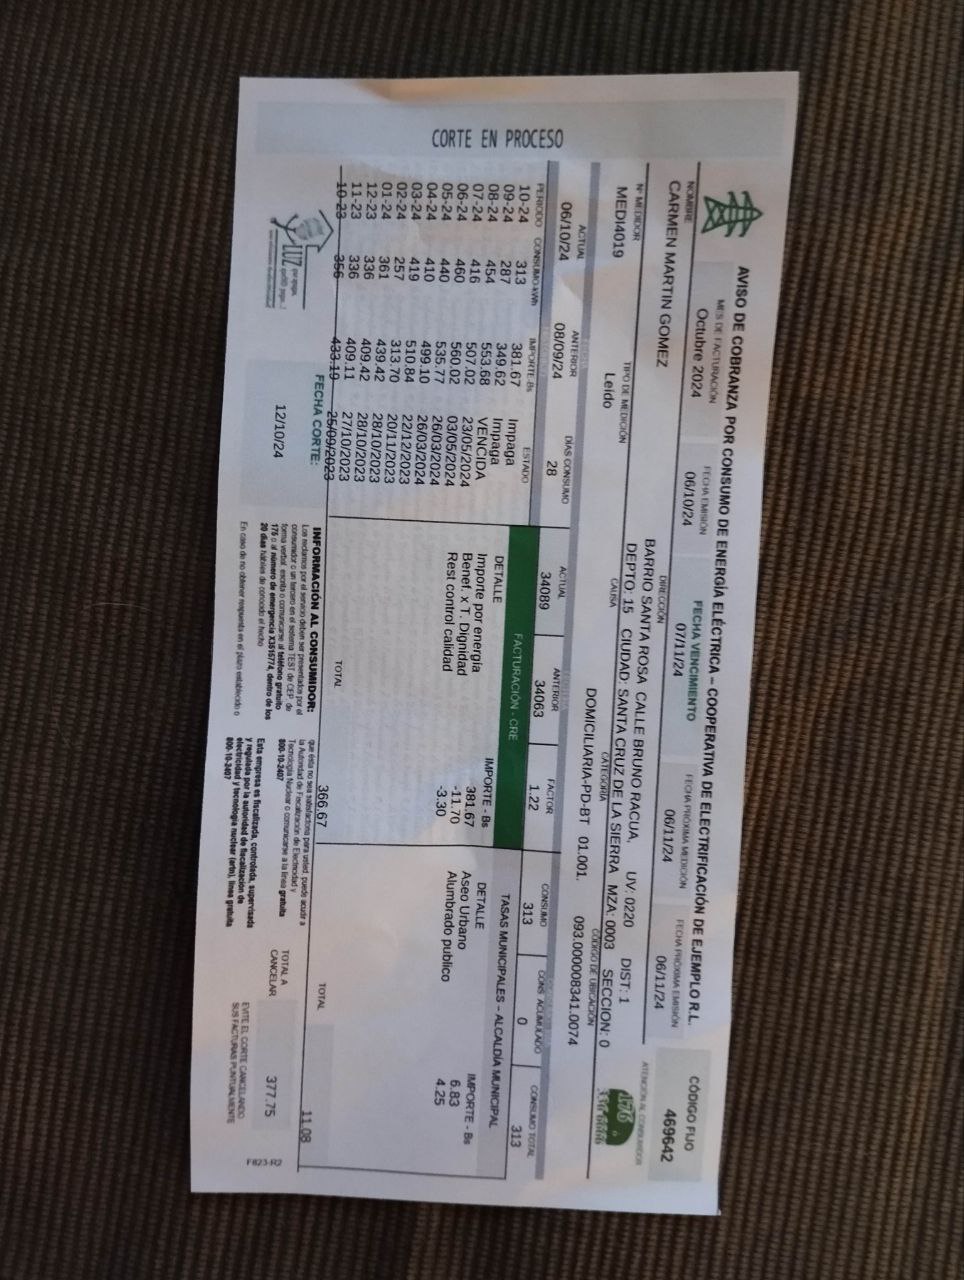 CORTE EN PROCESO
AVISO DE COBRANZA POR CONSUMO DE ENERGÍA ELÉCTRICA – COOPERATIVA DE ELECTRIFICACIÓN DE EJEMPLO R.L.
MES DE FACTURACIÓN
Octubre 2024
FECHA EMISIÓN
06/10/24
FECHA VENCIMIENTO
07/11/24
FECHA PRÓXIMA MEDICIÓN
06/11/24
FECHA PRÓXIMA EMISIÓN
06/11/24
CÓDIGO FIJO
469642
NOMBRE
CARMEN MARTIN GOMEZ
DIRECCIÓN
BARRIO SANTA ROSA CALLE BRUNO RACUA, UV: 0220 DIST: 1
DEPTO: 15 CIUDAD: SANTA CRUZ DE LA SIERRA MZA: 0003 SECCION: 0
ATENCIÓN AL CONSUMIDOR
176
Nº MEDIDOR
MEDI4019
TIPO DE MEDICIÓN
Leído
CAUSA
CATEGORÍA
DOMICILIARIA-PD-BT 01.001.
CÓDIGO DE UBICACIÓN
093.000008341.0074
ACTUAL ANTERIOR DÍAS CONSUMO ACTUAL ANTERIOR FACTOR CONSUMO CONS ACUMULADO CONSUMO TOTAL
06/10/24 08/09/24 28 34089 34063 1.22 313 0 313
PERIODO CONSUMO-kWh IMPORTE-Bs ESTADO
10-24 313 381.67 Impaga
09-24 287 349.62 Impaga
08-24 454 553.68 VENCIDA
07-24 416 507.02 23/05/2024
06-24 460 560.02 03/05/2024
05-24 440 535.77 26/03/2024
04-24 410 499.10 26/03/2024
03-24 419 510.84 22/12/2023
02-24 257 313.70 20/11/2023
01-24 361 439.42 28/10/2023
12-23 336 409.42 28/10/2023
11-23 336 409.11 27/10/2023
10-23 356 433.19 25/09/2023
FACTURACIÓN - CRE
DETALLE IMPORTE - Bs
Importe por energía 381.67
Benef. x T. Dignidad -11.70
Rest control calidad -3.30
TOTAL 366.67
TASAS MUNICIPALES – ALCALDÍA MUNICIPAL
DETALLE IMPORTE - Bs
Aseo Urbano 6.83
Alumbrado publico 4.25
TOTAL 11.08
LUZ
que apaga,
FECHA CORTE:
12/10/24
INFORMACIÓN AL CONSUMIDOR:
Los reclamos por el servicio deben ser presentados por el
consumidor o un tercero en el sistema TEST de CEP de
forma verbal, escrita o comunicarse al teléfono gratuito
176 o al número de emergencia X3816774, dentro de los
20 días hábiles de conocido el hecho
En caso de no obtener respuesta en el plazo establecido o
que ésta no sea satisfactoria para usted, puede acudir a
la Autoridad de Fiscalización de Electricidad y
Tecnología Nuclear o comunicarse a la línea gratuita
800-10-2407
Esta empresa es fiscalizada, controlada, supervisada
y regulada por la autoridad de fiscalización de
electricidad y tecnología nuclear (aetn), línea gratuita
800-10-2407
TOTAL A
CANCELAR
377.75
EVITE EL CORTE CANCELANDO
SUS FACTURAS PUNTUALMENTE
F823-R2